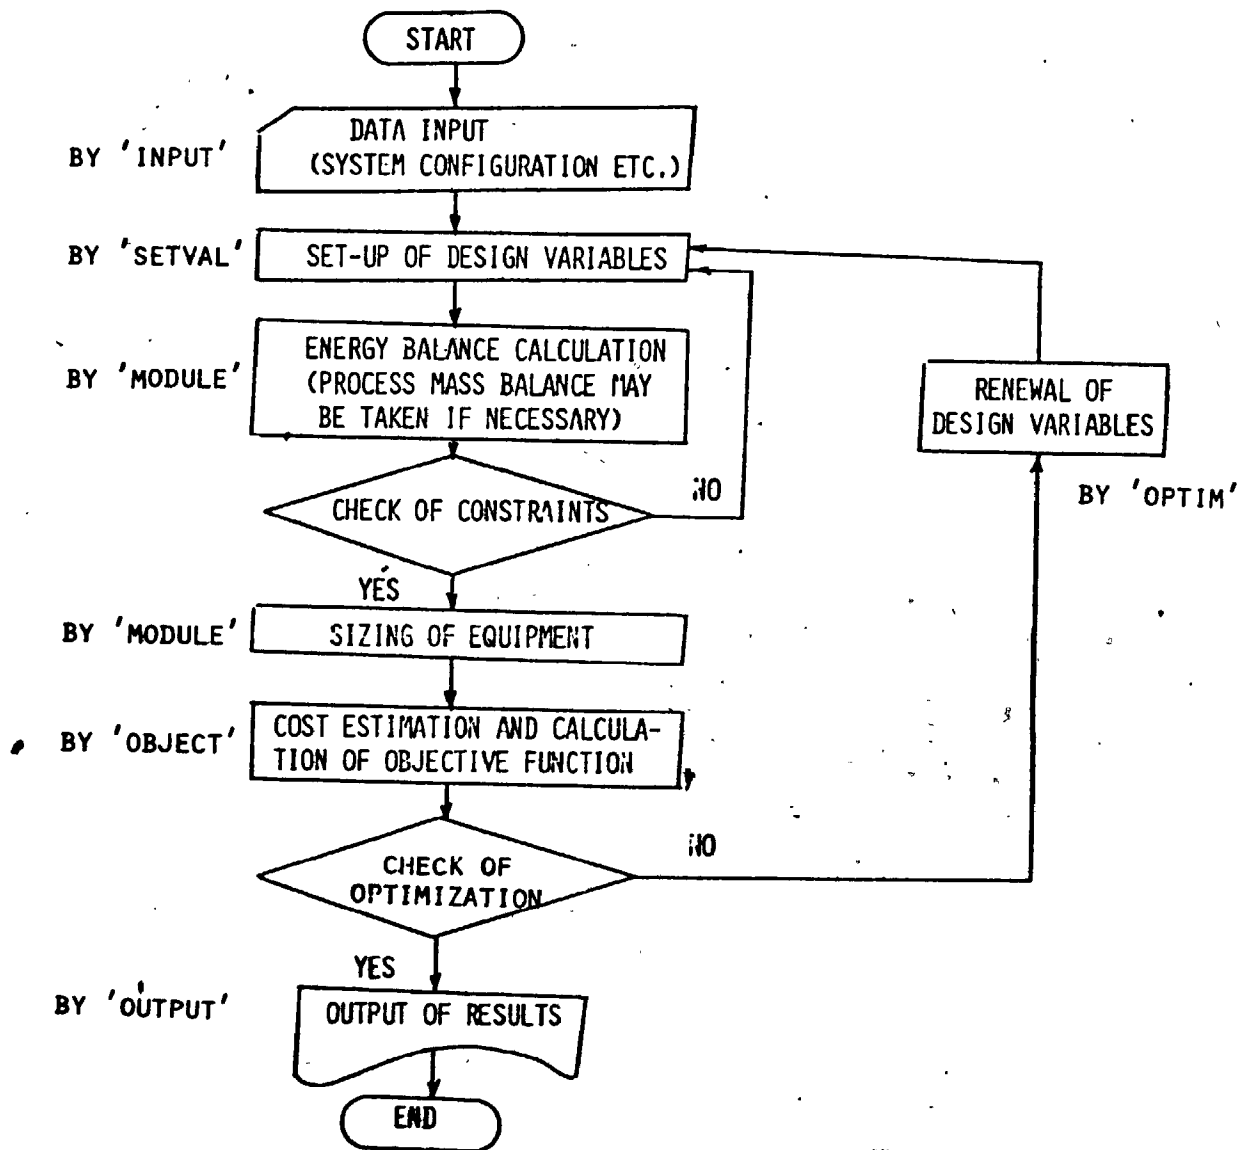 START
BY 'INPUT'
DATA INPUT
(SYSTEM CONFIGURATION ETC.)
BY 'SETVAL'
SET-UP OF DESIGN VARIABLES
BY 'MODULE'
ENERGY BALANCE CALCULATION
(PROCESS MASS BALANCE MAY
BE TAKEN IF NECESSARY)
RENEWAL OF
DESIGN VARIABLES
BY 'OPTIM'
CHECK OF CONSTRAINTS
NO
YES
BY 'MODULE'
SIZING OF EQUIPMENT
BY 'OBJECT'
COST ESTIMATION AND CALCULA-
TION OF OBJECTIVE FUNCTION
NO
CHECK OF
OPTIMIZATION
YES
BY 'OUTPUT'
OUTPUT OF RESULTS
END